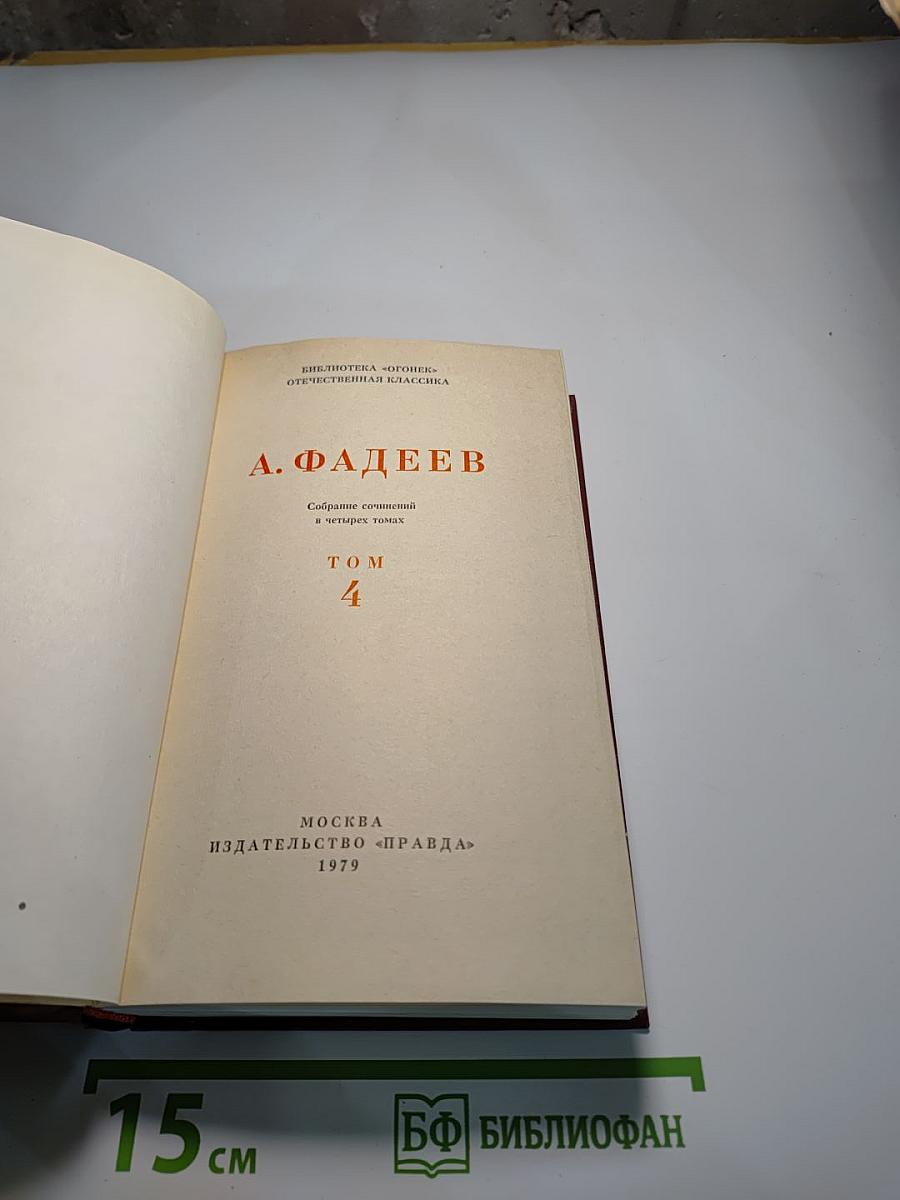 БИБЛИОТЕКА «ОГОНЕК»
ОТЕЧЕСТВЕННАЯ КЛАССИКА
А. ФАДЕЕВ
Собрание сочинений
в четырех томах
ТОМ
4
МОСКВА
ИЗДАТЕЛЬСТВО «ПРАВДА»
1979
15 см
БФ БИБЛИОФАН